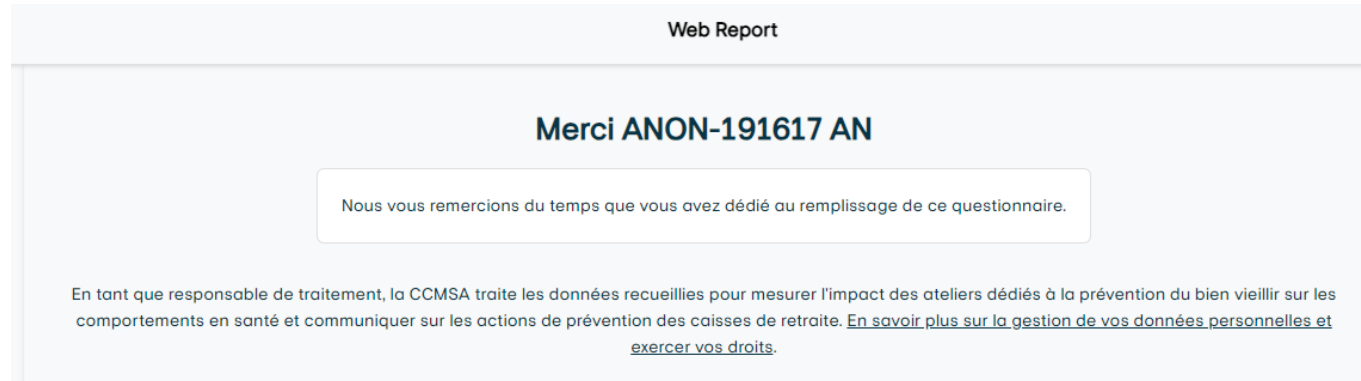 Web Report
Merci ANON-191617 AN
Nous vous remercions du temps que vous avez dédié au remplissage de ce questionnaire.
En tant que responsable de traitement, la CCMSA traite les données recueillies pour mesurer l'impact des ateliers dédiés à la prévention du bien vieillir sur les
comportements en santé et communiquer sur les actions de prévention des caisses de retraite. En savoir plus sur la gestion de vos données personnelles et
exercer vos droits.